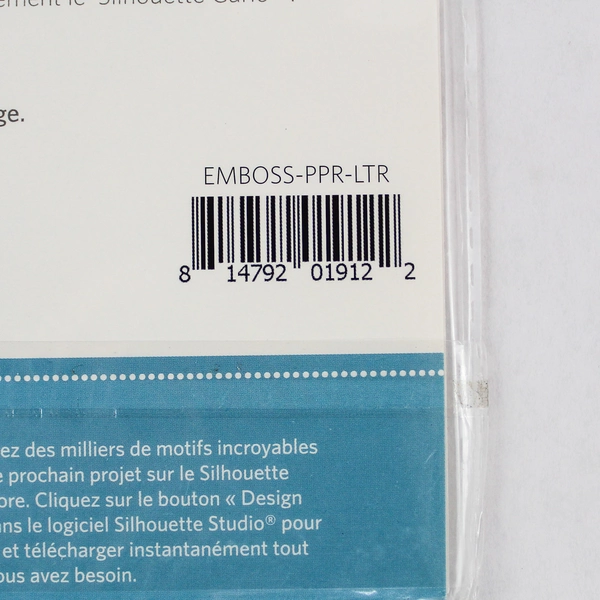 le Silhouette
ge.
EMBOSS-PPR-LTR
8 14792 01912 2
ez des milliers de motifs incroyables
e prochain projet sur le Silhouette
ore. Cliquez sur le bouton « Design
ns le logiciel Silhouette Studio® pour
et télécharger instantanément tout
ous avez besoin.